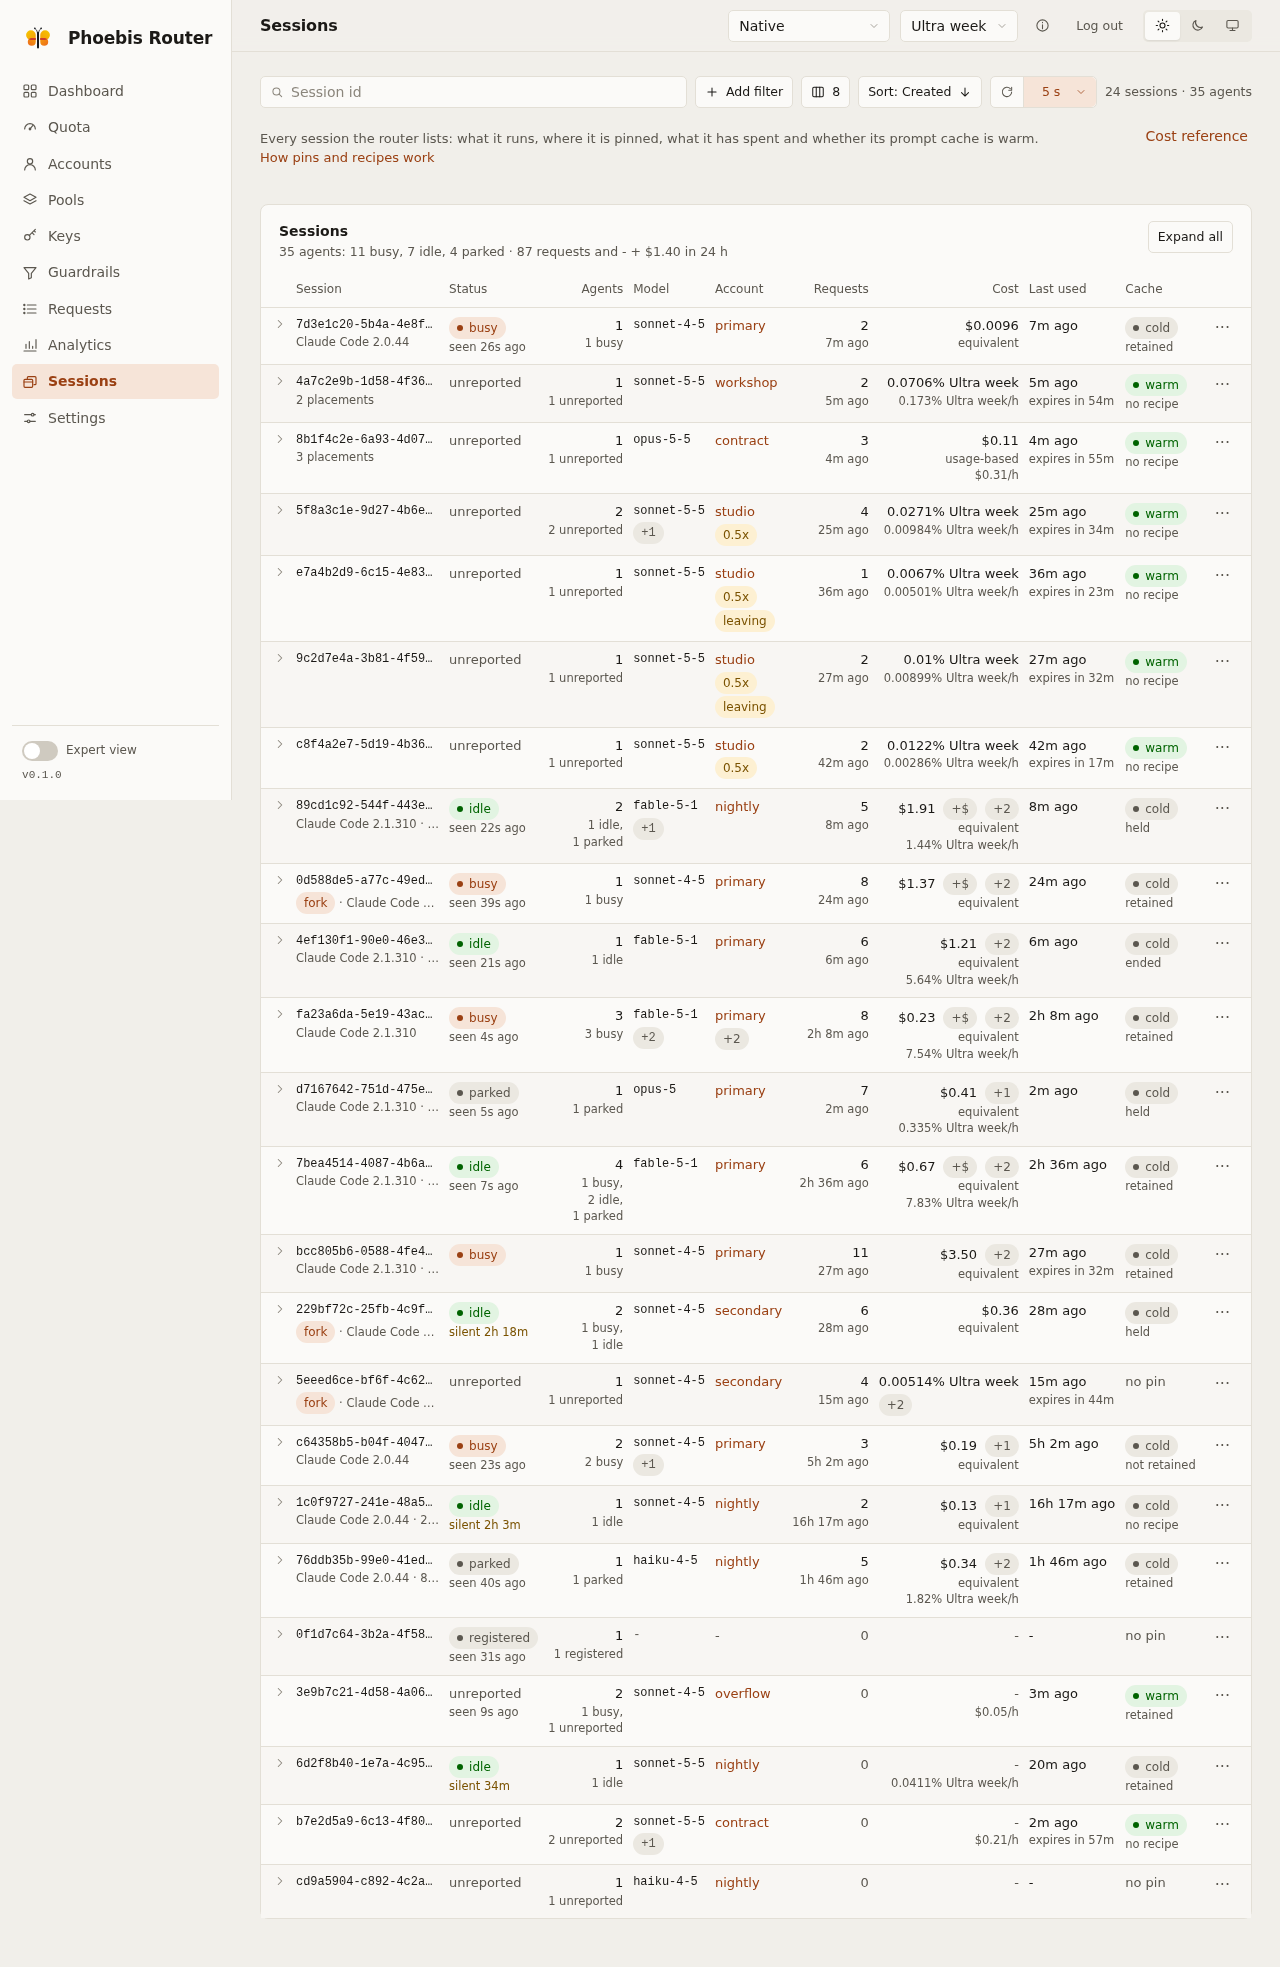 Phoebis Router
Dashboard
Quota
Accounts
Pools
Keys
Guardrails
Requests
Analytics
Sessions
Settings
Expert view
v0.1.0
Sessions
Native
Ultra week
Log out
Session id
Add filter
8
Sort: Created
5 s
24 sessions · 35 agents
Every session the router lists: what it runs, where it is pinned, what it has spent and whether its prompt cache is warm.
How pins and recipes work
Cost reference
Sessions
35 agents: 11 busy, 7 idle, 4 parked · 87 requests and - + $1.40 in 24 h
Expand all
Session Status Agents Model Account Requests Cost Last used Cache
7d3e1c20-5b4a-4e8f… busy 1 sonnet-4-5 primary 2 $0.0096 7m ago cold ...
Claude Code 2.0.44 seen 26s ago 1 busy 7m ago equivalent retained
4a7c2e9b-1d58-4f36… unreported 1 sonnet-5-5 workshop 2 0.0706% Ultra week 5m ago warm ...
2 placements 1 unreported 5m ago 0.173% Ultra week/h expires in 54m no recipe
8b1f4c2e-6a93-4d07… unreported 1 opus-5-5 contract 3 $0.11 4m ago warm ...
3 placements 1 unreported 4m ago usage-based expires in 55m no recipe
$0.31/h
5f8a3c1e-9d27-4b6e… unreported 2 sonnet-5-5 studio 4 0.0271% Ultra week 25m ago warm ...
2 unreported +1 0.5x 25m ago 0.00984% Ultra week/h expires in 34m no recipe
e7a4b2d9-6c15-4e83… unreported 1 sonnet-5-5 studio 1 0.0067% Ultra week 36m ago warm ...
1 unreported 0.5x 36m ago 0.00501% Ultra week/h expires in 23m no recipe
leaving
9c2d7e4a-3b81-4f59… unreported 1 sonnet-5-5 studio 2 0.01% Ultra week 27m ago warm ...
1 unreported 0.5x 27m ago 0.00899% Ultra week/h expires in 32m no recipe
leaving
c8f4a2e7-5d19-4b36… unreported 1 sonnet-5-5 studio 2 0.0122% Ultra week 42m ago warm ...
1 unreported 0.5x 42m ago 0.00286% Ultra week/h expires in 17m no recipe
89cd1c92-544f-443e… idle 2 fable-5-1 nightly 5 $1.91 +$ +2 8m ago cold ...
Claude Code 2.1.310 · … seen 22s ago 1 idle, +1 8m ago equivalent held
1 parked 1.44% Ultra week/h
0d588de5-a77c-49ed… busy 1 sonnet-4-5 primary 8 $1.37 +$ +2 24m ago cold ...
fork · Claude Code … seen 39s ago 1 busy 24m ago equivalent retained
4ef130f1-90e0-46e3… idle 1 fable-5-1 primary 6 $1.21 +2 6m ago cold ...
Claude Code 2.1.310 · … seen 21s ago 1 idle 6m ago equivalent ended
5.64% Ultra week/h
fa23a6da-5e19-43ac… busy 3 fable-5-1 primary 8 $0.23 +$ +2 2h 8m ago cold ...
Claude Code 2.1.310 seen 4s ago 3 busy +2 +2 2h 8m ago equivalent retained
7.54% Ultra week/h
d7167642-751d-475e… parked 1 opus-5 primary 7 $0.41 +1 2m ago cold ...
Claude Code 2.1.310 · … seen 5s ago 1 parked 2m ago equivalent held
0.335% Ultra week/h
7bea4514-4087-4b6a… idle 4 fable-5-1 primary 6 $0.67 +$ +2 2h 36m ago cold ...
Claude Code 2.1.310 · … seen 7s ago 1 busy, 2h 36m ago equivalent retained
2 idle, 7.83% Ultra week/h
1 parked
bcc805b6-0588-4fe4… busy 1 sonnet-4-5 primary 11 $3.50 +2 27m ago cold ...
Claude Code 2.1.310 · … 1 busy 27m ago equivalent expires in 32m retained
229bf72c-25fb-4c9f… idle 2 sonnet-4-5 secondary 6 $0.36 28m ago cold ...
fork · Claude Code … silent 2h 18m 1 busy, 28m ago equivalent held
1 idle
5eeed6ce-bf6f-4c62… unreported 1 sonnet-4-5 secondary 4 0.00514% Ultra week 15m ago no pin ...
fork · Claude Code … 1 unreported 15m ago +2 expires in 44m
c64358b5-b04f-4047… busy 2 sonnet-4-5 primary 3 $0.19 +1 5h 2m ago cold ...
Claude Code 2.0.44 seen 23s ago 2 busy +1 5h 2m ago equivalent not retained
1c0f9727-241e-48a5… idle 1 sonnet-4-5 nightly 2 $0.13 +1 16h 17m ago cold ...
Claude Code 2.0.44 · 2… silent 2h 3m 1 idle 16h 17m ago equivalent no recipe
76ddb35b-99e0-41ed… parked 1 haiku-4-5 nightly 5 $0.34 +2 1h 46m ago cold ...
Claude Code 2.0.44 · 8… seen 40s ago 1 parked 1h 46m ago equivalent retained
1.82% Ultra week/h
0f1d7c64-3b2a-4f58… registered 1 - - 0 - - no pin ...
seen 31s ago 1 registered
3e9b7c21-4d58-4a06… unreported 2 sonnet-4-5 overflow 0 - 3m ago warm ...
seen 9s ago 1 busy, $0.05/h retained
1 unreported
6d2f8b40-1e7a-4c95… idle 1 sonnet-5-5 nightly 0 - 20m ago cold ...
silent 34m 1 idle 0.0411% Ultra week/h retained
b7e2d5a9-6c13-4f80… unreported 2 sonnet-5-5 contract 0 - 2m ago warm ...
2 unreported +1 $0.21/h expires in 57m no recipe
cd9a5904-c892-4c2a… unreported 1 haiku-4-5 nightly 0 - - no pin ...
1 unreported